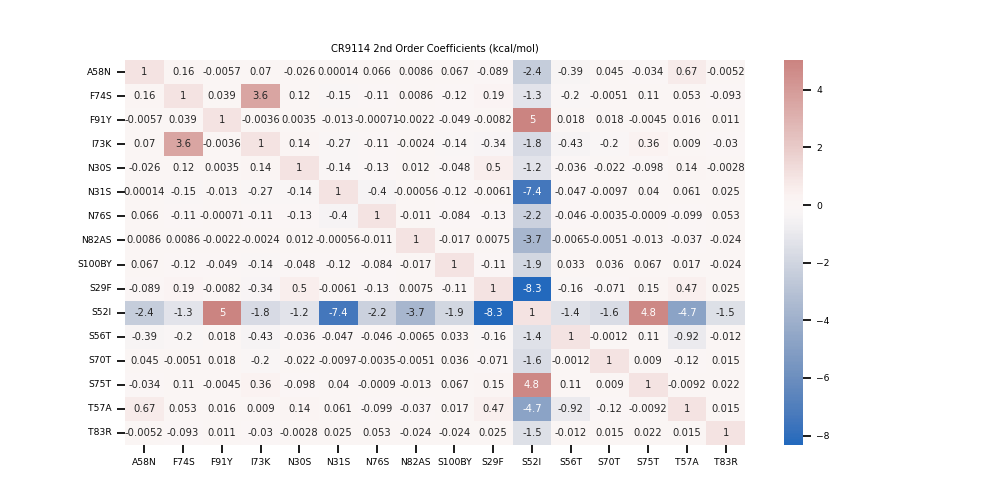 CR9114 2nd Order Coefficients (kcal/mol)
A58N 1 0.16 -0.0057 0.07 -0.026 0.00014 0.066 0.0086 0.067 -0.089 -2.4 -0.39 0.045 -0.034 0.67 -0.0052
F74S 0.16 1 0.039 3.6 0.12 -0.15 -0.11 0.0086 -0.12 0.19 -1.3 -0.2 -0.0051 0.11 0.053 -0.093
F91Y -0.0057 0.039 1 -0.0036 0.0035 -0.013 -0.00071 -0.0022 -0.049 -0.0082 5 0.018 0.018 -0.0045 0.016 0.011
I73K 0.07 3.6 -0.0036 1 0.14 -0.27 -0.11 -0.0024 -0.14 -0.34 -1.8 -0.43 -0.2 0.36 0.009 -0.03
N30S -0.026 0.12 0.0035 0.14 1 -0.14 -0.13 0.012 -0.048 0.5 -1.2 -0.036 -0.022 -0.098 0.14 -0.0028
N31S 0.00014 -0.15 -0.013 -0.27 -0.14 1 -0.4 -0.00056 -0.12 -0.0061 -7.4 -0.047 -0.0097 0.04 0.061 0.025
N76S 0.066 -0.11 -0.00071 -0.11 -0.13 -0.4 1 -0.011 -0.084 -0.13 -2.2 -0.046 -0.0035 -0.0009 -0.099 0.053
N82AS 0.0086 0.0086 -0.0022 -0.0024 0.012 -0.00056 -0.011 1 -0.017 0.0075 -3.7 -0.0065 -0.0051 -0.013 -0.037 -0.024
S100BY 0.067 -0.12 -0.049 -0.14 -0.048 -0.12 -0.084 -0.017 1 -0.11 -1.9 0.033 0.036 0.067 0.017 -0.024
S29F -0.089 0.19 -0.0082 -0.34 0.5 -0.0061 -0.13 0.0075 -0.11 1 -8.3 -0.16 -0.071 0.15 0.47 0.025
S52I -2.4 -1.3 5 -1.8 -1.2 -7.4 -2.2 -3.7 -1.9 -8.3 1 -1.4 -1.6 4.8 -4.7 -1.5
S56T -0.39 -0.2 0.018 -0.43 -0.036 -0.047 -0.046 -0.0065 0.033 -0.16 -1.4 1 -0.0012 0.11 -0.92 -0.012
S70T 0.045 -0.0051 0.018 -0.2 -0.022 -0.0097 -0.0035 -0.0051 0.036 -0.071 -1.6 -0.0012 1 0.009 -0.12 0.015
S75T -0.034 0.11 -0.0045 0.36 -0.098 0.04 -0.0009 -0.013 0.067 0.15 4.8 0.11 0.009 1 -0.0092 0.022
T57A 0.67 0.053 0.016 0.009 0.14 0.061 -0.099 -0.037 0.017 0.47 -4.7 -0.92 -0.12 -0.0092 1 0.015
T83R -0.0052 -0.093 0.011 -0.03 -0.0028 0.025 0.053 -0.024 -0.024 0.025 -1.5 -0.012 0.015 0.022 0.015 1
A58N F74S F91Y I73K N30S N31S N76S N82AS S100BY S29F S52I S56T S70T S75T T57A T83R
4
2
0
−2
−4
−6
−8